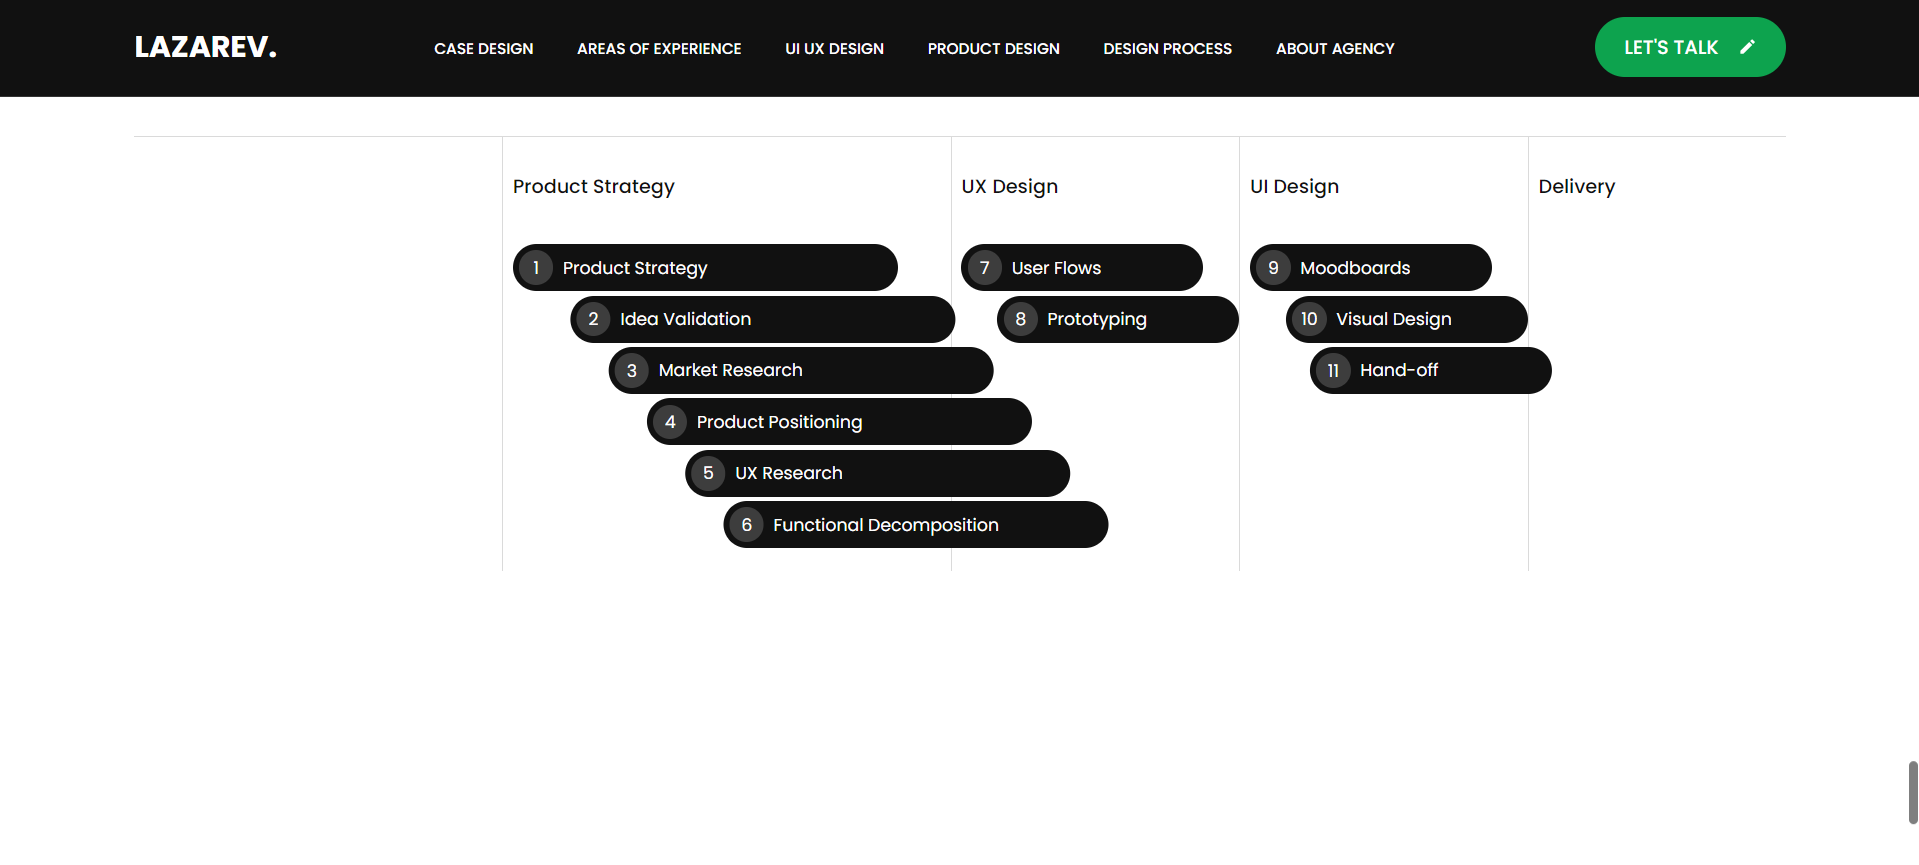 LAZAREV.
CASE DESIGN
AREAS OF EXPERIENCE
UI UX DESIGN
PRODUCT DESIGN
DESIGN PROCESS
ABOUT AGENCY
LET'S TALK
Product Strategy
1 Product Strategy
2 Idea Validation
3 Market Research
4 Product Positioning
5 UX Research
6 Functional Decomposition
UX Design
7 User Flows
8 Prototyping
UI Design
9 Moodboards
10 Visual Design
11 Hand-off
Delivery